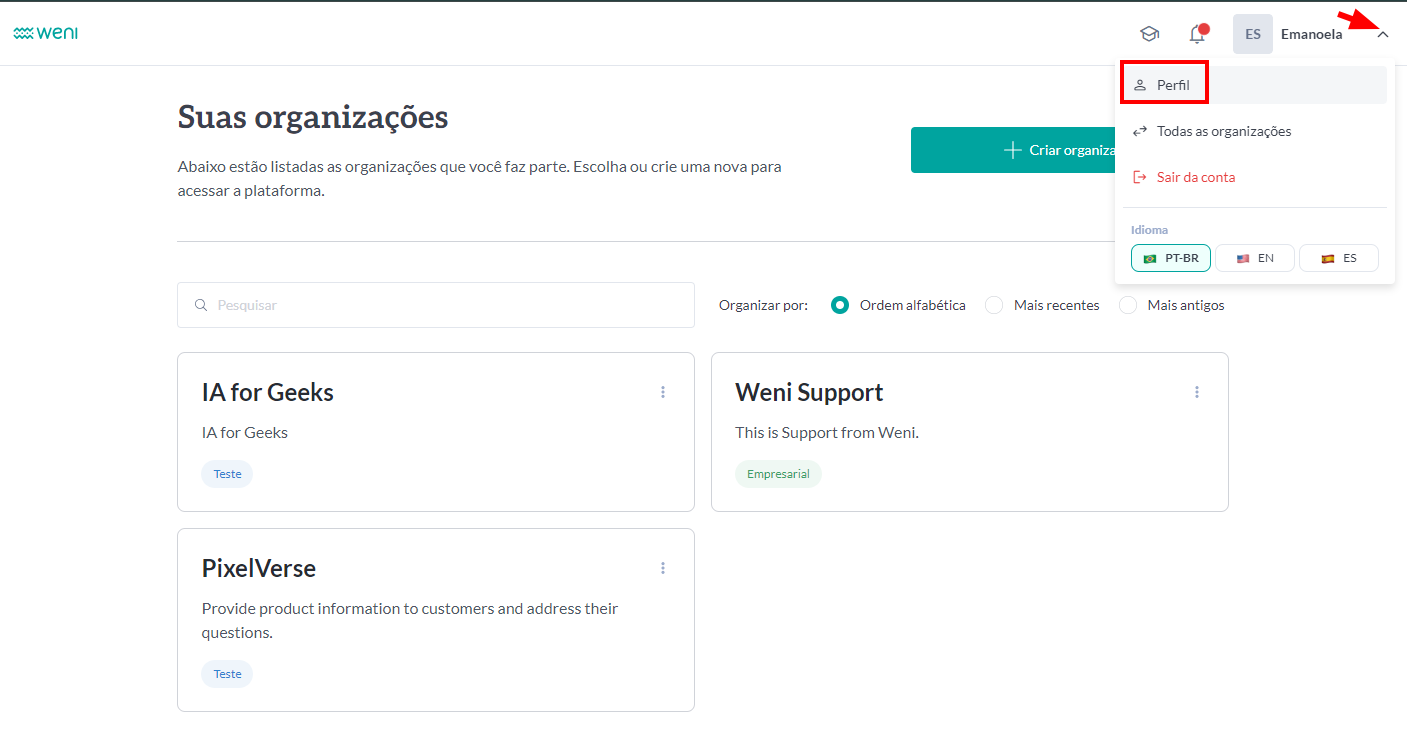 weni
ES
Emanoela
Perfil
Todas as organizações
Sair da conta
Idioma
PT-BR
EN
ES
Suas organizações
Abaixo estão listadas as organizações que você faz parte. Escolha ou crie uma nova para
acessar a plataforma.
Criar organiza
Pesquisar
Organizar por:
Ordem alfabética
Mais recentes
Mais antigos
IA for Geeks
IA for Geeks
Teste
Weni Support
This is Support from Weni.
Empresarial
PixelVerse
Provide product information to customers and address their
questions.
Teste